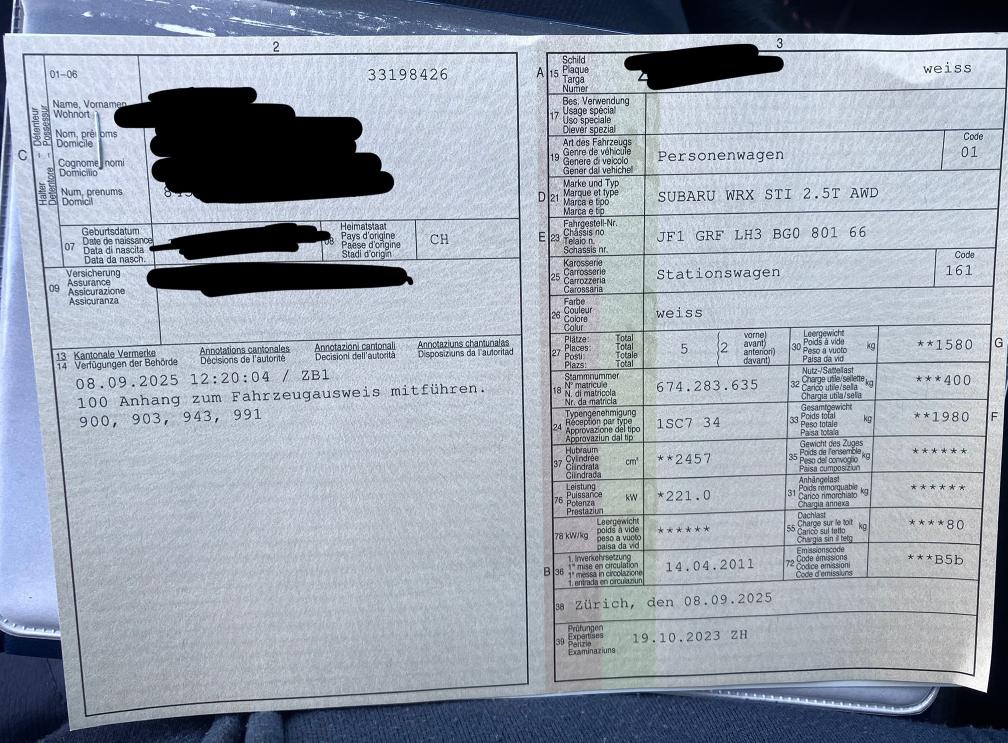 2
01-06
33198426
C
Halter - Détenteur
Detentore - Possessur
Name, Vornamen
Wohnort
Nom, prénoms
Domicile
Cognome, nomi
Domicilio
Num, prenums
Domicil
07
Geburtsdatum
Date de naissance
Data di nascita
Data da nasch.
08
Heimatstaat
Pays d'origine
Paese d'origine
Stadi d'origin
CH
09
Versicherung
Assurance
Assicurazione
Assicuranza
13
14
Kantonale Vermerke
Verfügungen der Behörde
Annotations cantonales
Décisions de l'autorité
Annotazioni cantonali
Decisioni dell'autorità
Annotaziuns chantunalas
Disposiziuns da l'autoritad
08.09.2025 12:20:04 / ZB1
100 Anhang zum Fahrzeugausweis mitführen.
900, 903, 943, 991
3
A
15
Schild
Plaque
Targa
Numer
weiss
17
Bes. Verwendung
Usage spécial
Uso speciale
Diever spezial
19
Art des Fahrzeugs
Genre de véhicule
Genere di veicolo
Gener dal vehichel
Personenwagen
Code
01
D
21
Marke und Typ
Marque et type
Marca e tipo
Marca e tip
SUBARU WRX STI 2.5T AWD
E
23
Fahrgestell-Nr.
Châssis no
Telaio n.
Schassis nr.
JF1 GRF LH3 BG0 801 66
25
Karosserie
Carrosserie
Carrozzeria
Carossaria
Stationswagen
Code
161
26
Farbe
Couleur
Colore
Colur
weiss
27
Plätze: Total
Places: Total
Posti: Totale
Plazs: Total
5
(2
vorne)
avant)
anteriori)
davant)
30
Leergewicht
Poids à vide
Peso a vuoto
Paisa da vid
kg
**1580
G
18
Stammnummer
N° matricule
N. di matricola
Nr. da matricla
674.283.635
32
Nutz-/Sattellast
Charge utile/sellette
Carico utile/sella
Chargia utila/sella
kg
***400
24
Typengenehmigung
Réception par type
Approvazione del tipo
Approvaziun dal tip
1SC7 34
33
Gesamtgewicht
Poids total
Peso totale
Paisa totala
kg
**1980
F
37
Hubraum
Cylindrée
Cilindrata
Cilindrada
cm³
**2457
35
Gewicht des Zuges
Poids de l'ensemble
Peso del convoglio
Paisa cumposiziun
kg
******
76
Leistung
Puissance
Potenza
Prestaziun
kW
*221.0
31
Anhängelast
Poids remorquable
Carico rimorchiato
Chargia annexa
kg
******
78 kW/kg
Leergewicht
poids à vide
peso a vuoto
paisa da vid
******
55
Dachlast
Charge sur le toit
Carico sul tetto
Chargia sin il tetg
kg
****80
B
36
1. Inverkehrsetzung
1re mise en circulation
1a messa in circolazione
1. entrada en circulaziun
14.04.2011
72
Emissionscode
Code émissions
Codice emissioni
Code d'emissiuns
***B5b
38
Zürich, den 08.09.2025
39
Prüfungen
Expertises
Perizie
Examinaziuns
19.10.2023 ZH